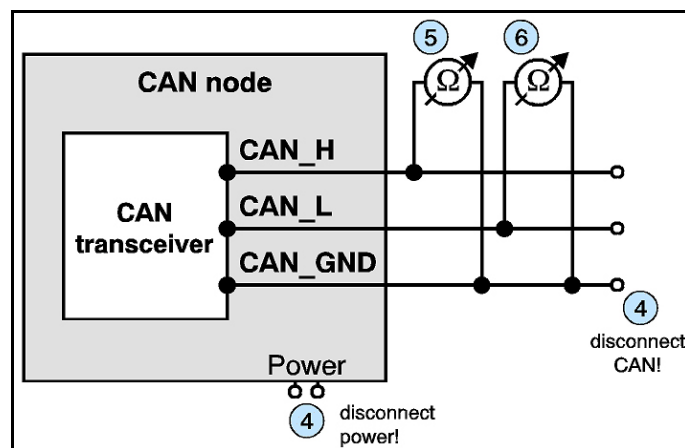 5
6
Ω
Ω
CAN node
CAN_H
CAN
transceiver
CAN_L
CAN_GND
4
disconnect
CAN!
Power
4
disconnect
power!